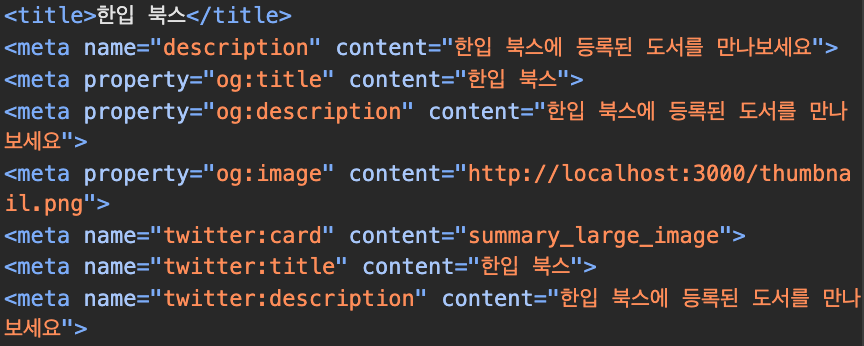 <title>한입 북스</title>
<meta name="description" content="한입 북스에 등록된 도서를 만나보세요">
<meta property="og:title" content="한입 북스">
<meta property="og:description" content="한입 북스에 등록된 도서를 만나
보세요">
<meta property="og:image" content="http://localhost:3000/thumbna
il.png">
<meta name="twitter:card" content="summary_large_image">
<meta name="twitter:title" content="한입 북스">
<meta name="twitter:description" content="한입 북스에 등록된 도서를 만나
보세요">